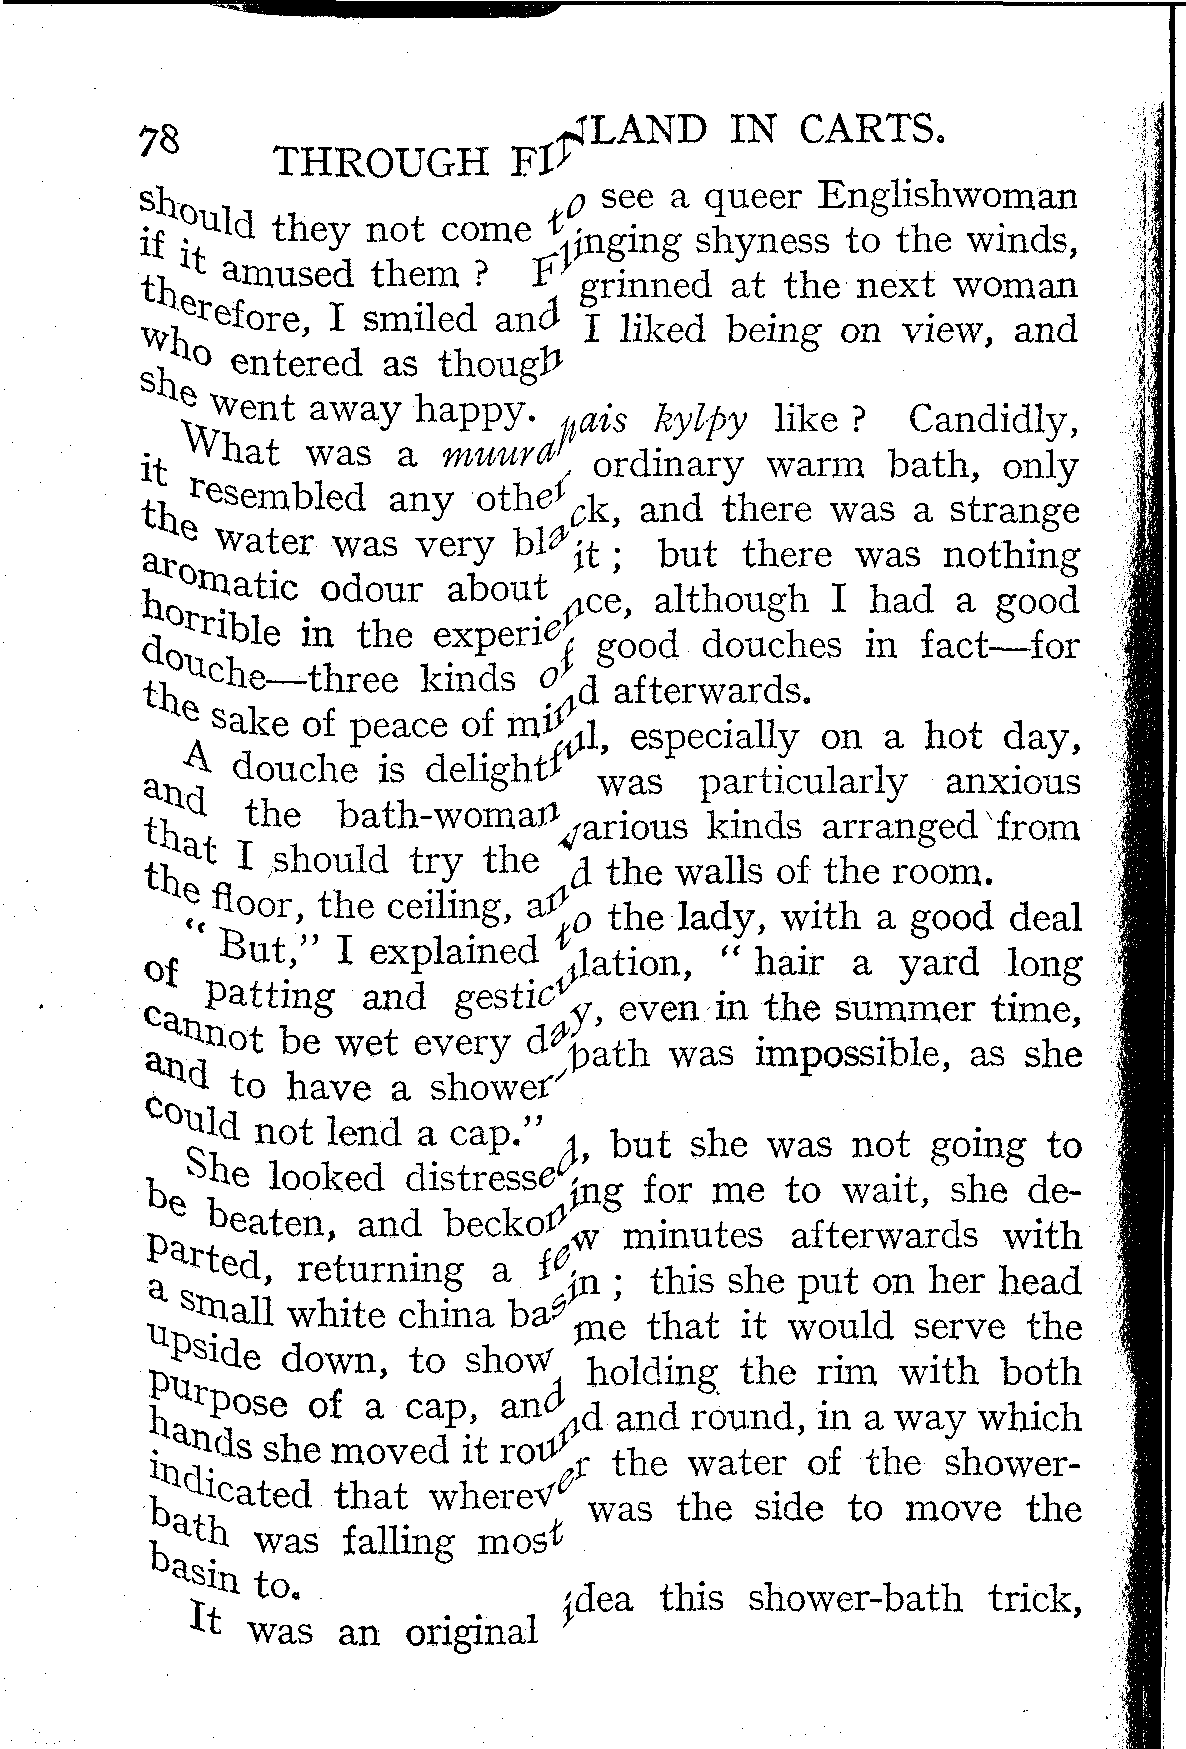 78 THROUGH FINLAND IN CARTS.
should they not come to see a queer Englishwoman
if it amused them ? Flinging shyness to the winds,
therefore, I smiled and grinned at the next woman
who entered as though I liked being on view, and
she went away happy.
What was a muurahais kylpy like ? Candidly,
it resembled any other ordinary warm bath, only
the water was very black, and there was a strange
aromatic odour about it ; but there was nothing
horrible in the experience, although I had a good
douche—three kinds of good douches in fact—for
the sake of peace of mind afterwards.
A douche is delightful, especially on a hot day,
and the bath-woman was particularly anxious
that I should try the various kinds arranged from
the floor, the ceiling, and the walls of the room.
“ But,” I explained to the lady, with a good deal
of patting and gesticulation, “ hair a yard long
cannot be wet every day, even in the summer time,
and to have a shower-bath was impossible, as she
could not lend a cap.”
She looked distressed, but she was not going to
be beaten, and beckoning for me to wait, she de-
parted, returning a few minutes afterwards with
a small white china basin ; this she put on her head
upside down, to show me that it would serve the
purpose of a cap, and holding the rim with both
hands she moved it round and round, in a way which
indicated that wherever the water of the shower-
bath was falling most was the side to move the
basin to.
It was an original idea this shower-bath trick,